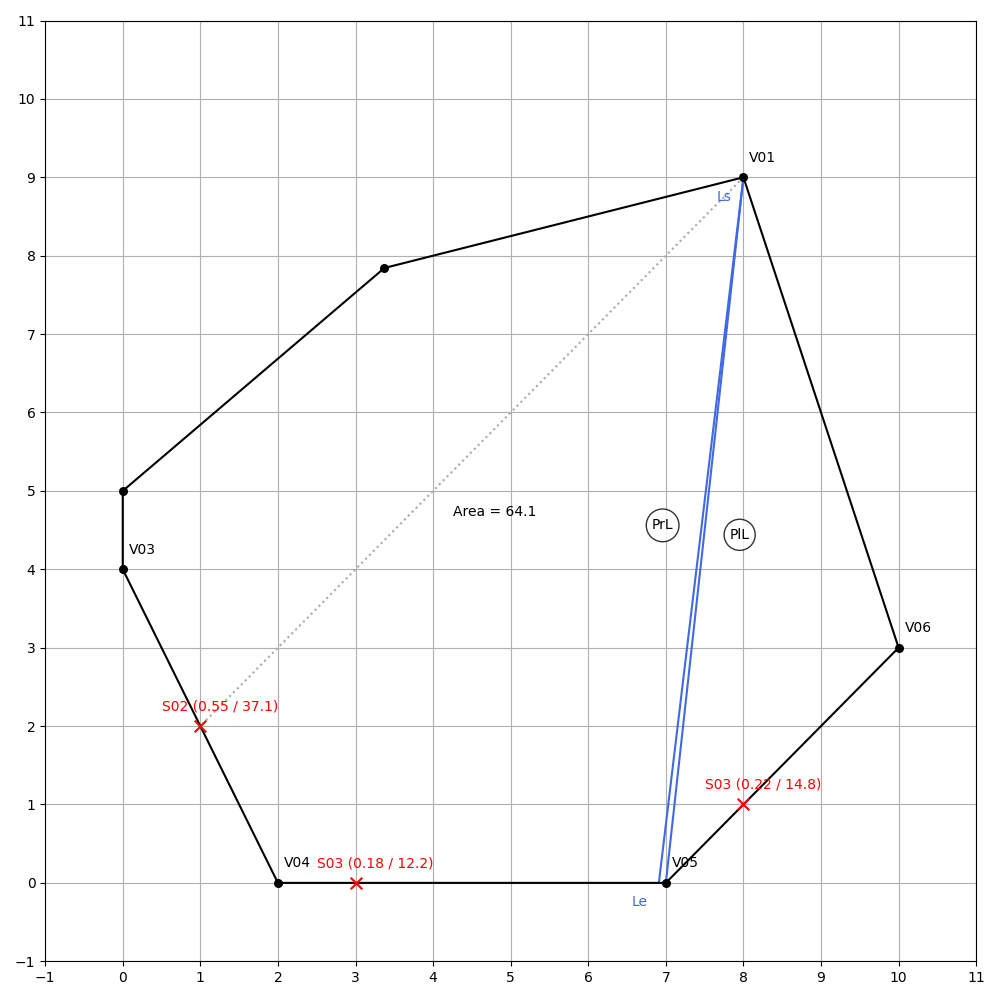 11
10
9
8
7
6
5
4
3
2
1
0
−1
V01
Ls
Area = 64.1
PrL
PlL
V03
V06
S02 (0.55 / 37.1)
S03 (0.22 / 14.8)
V04
S03 (0.18 / 12.2)
V05
Le
−1 0 1 2 3 4 5 6 7 8 9 10 11